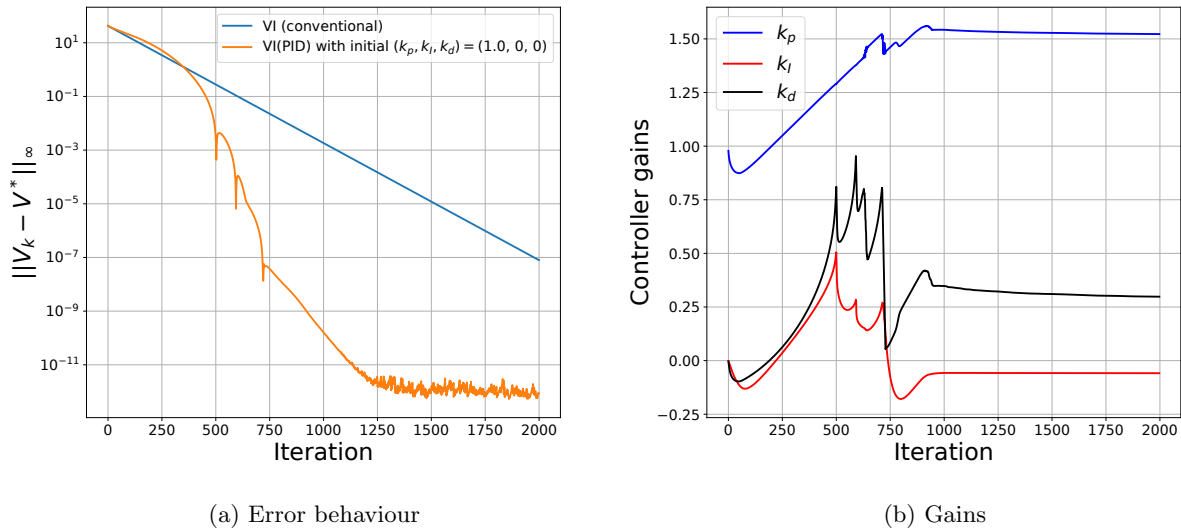 VI (conventional)
VI(PID) with initial (k_p, k_I, k_d) = (1.0, 0, 0)
||V_k − V^*||_∞
10^1
10^−1
10^−3
10^−5
10^−7
10^−9
10^−11
0 250 500 750 1000 1250 1500 1750 2000
Iteration
(a) Error behaviour
k_p
k_I
k_d
Controller gains
1.50
1.25
1.00
0.75
0.50
0.25
0.00
−0.25
0 250 500 750 1000 1250 1500 1750 2000
Iteration
(b) Gains